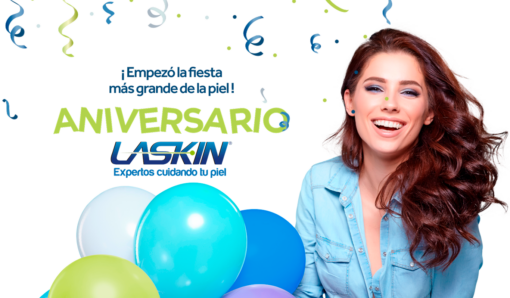 ¡Empezó la fiesta
más grande de la piel!
ANIVERSARIO
LASKIN®
Expertos cuidando tu piel